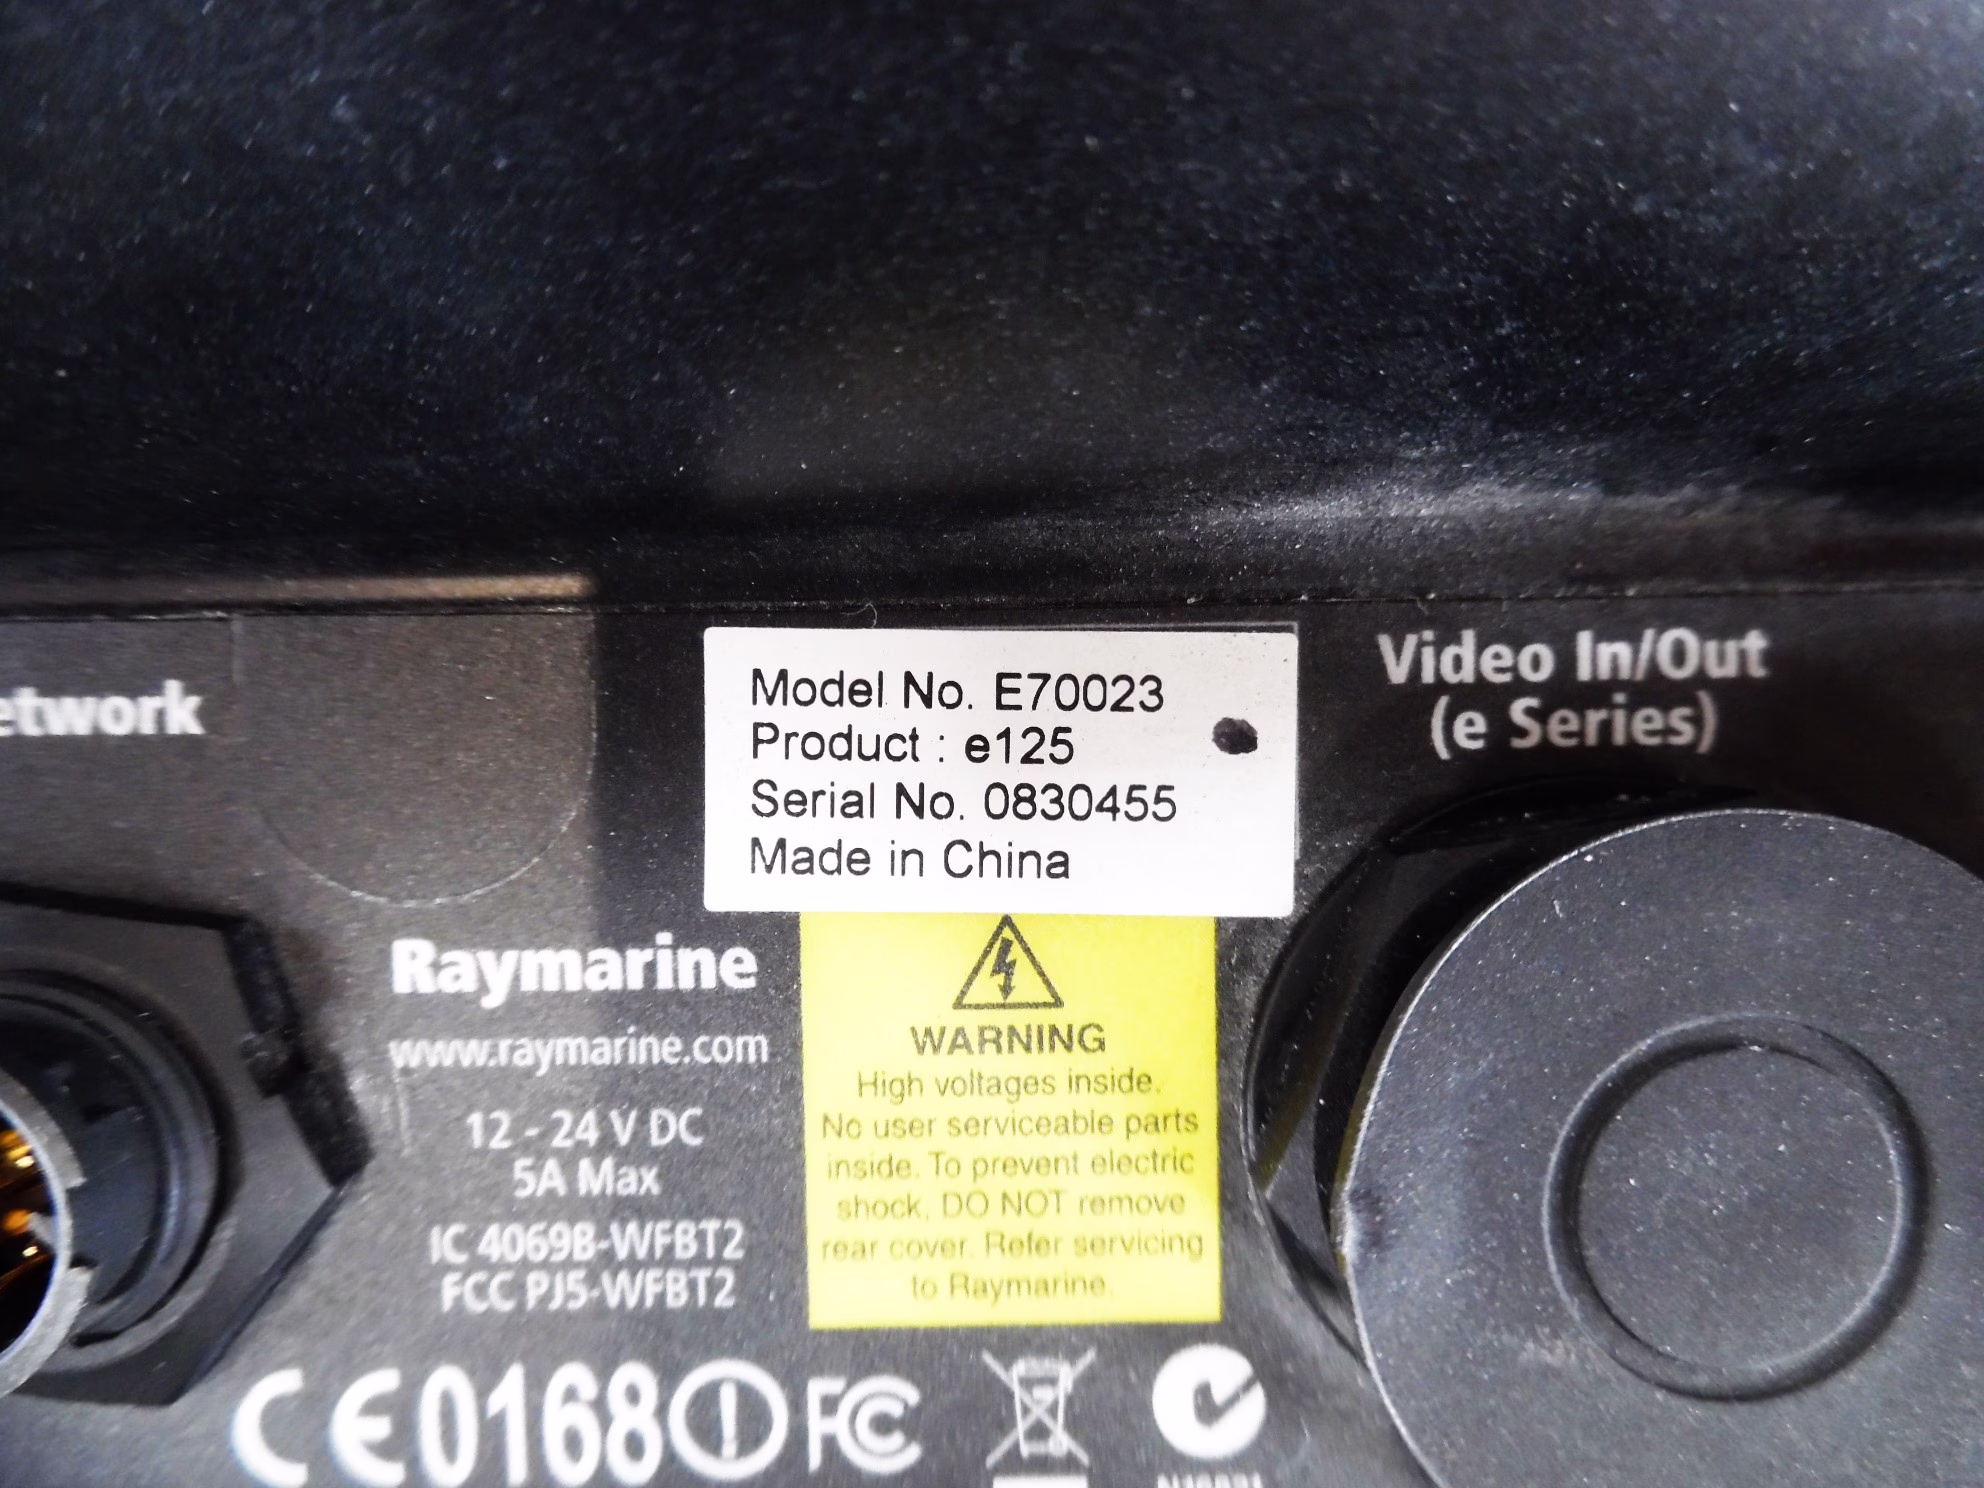 Model No. E70023
Product : e125
Serial No. 0830455
Made in China
Video In/Out
(e Series)
Raymarine
www.raymarine.com
12 - 24 V DC
5A Max
IC 4069B-WFBT2
FCC PJ5-WFBT2
WARNING
High voltages inside.
No user serviceable parts
inside. To prevent electric
shock, DO NOT remove
rear cover. Refer servicing
to Raymarine.
CE0168 FC